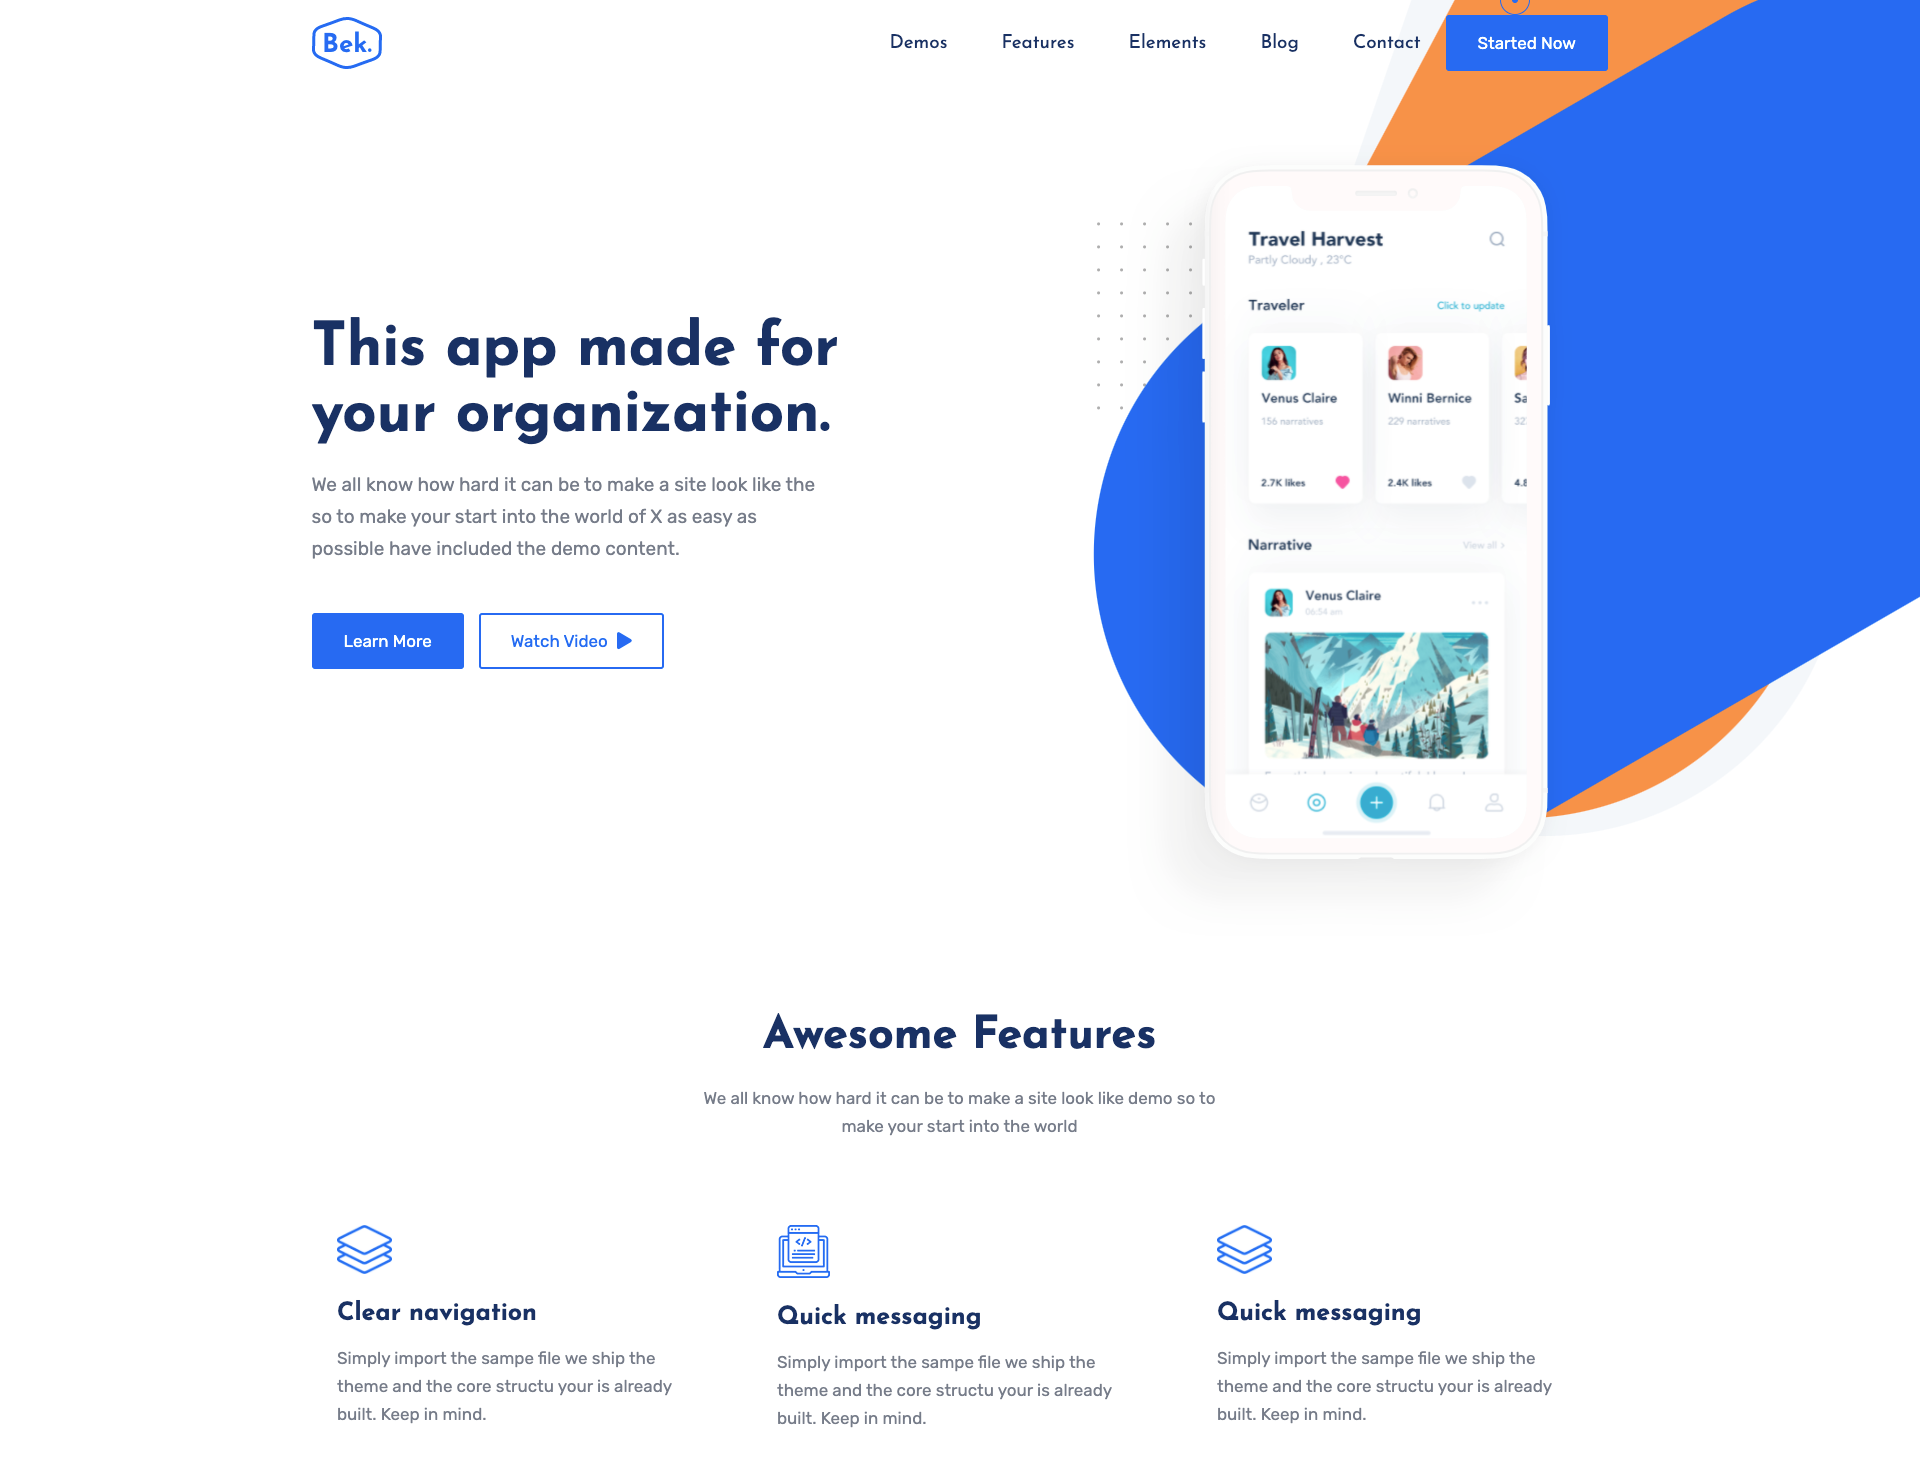 Bek.
Demos
Features
Elements
Blog
Contact
Started Now
This app made for
your organization.
We all know how hard it can be to make a site look like the
so to make your start into the world of X as easy as
possible have included the demo content.
Learn More
Watch Video
Travel Harvest
Partly Cloudy , 23°C
Traveler
Click to update
Venus Claire
156 narratives
2.7K likes
Winni Bernice
229 narratives
2.4K likes
Sa
32
4.8
Narrative
View all >
Venus Claire
06:54 am
Awesome Features
We all know how hard it can be to make a site look like demo so to
make your start into the world
Clear navigation
Simply import the sampe file we ship the
theme and the core structu your is already
built. Keep in mind.
Quick messaging
Simply import the sampe file we ship the
theme and the core structu your is already
built. Keep in mind.
Quick messaging
Simply import the sampe file we ship the
theme and the core structu your is already
built. Keep in mind.